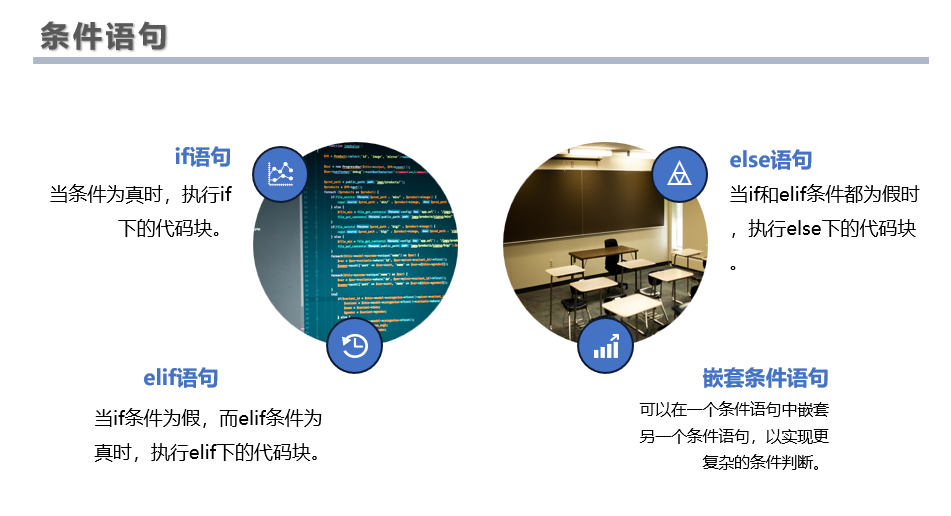 条件语句
if语句
当条件为真时，执行if
下的代码块。
elif语句
当if条件为假，而elif条件为
真时，执行elif下的代码块。
else语句
当if和elif条件都为假时
，执行else下的代码块
。
嵌套条件语句
可以在一个条件语句中嵌套
另一个条件语句，以实现更
复杂的条件判断。